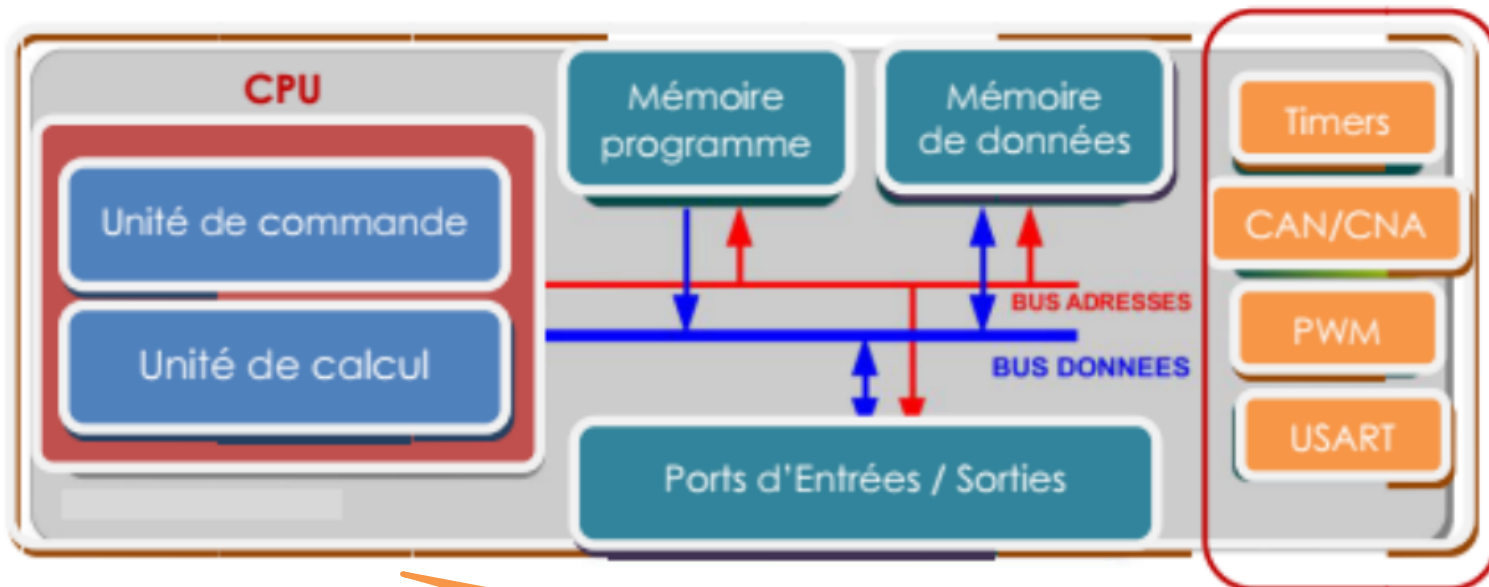 CPU
Unité de commande
Unité de calcul
Mémoire
programme
Mémoire
de données
BUS ADRESSES
BUS DONNEES
Ports d'Entrées / Sorties
Timers
CAN/CNA
PWM
USART